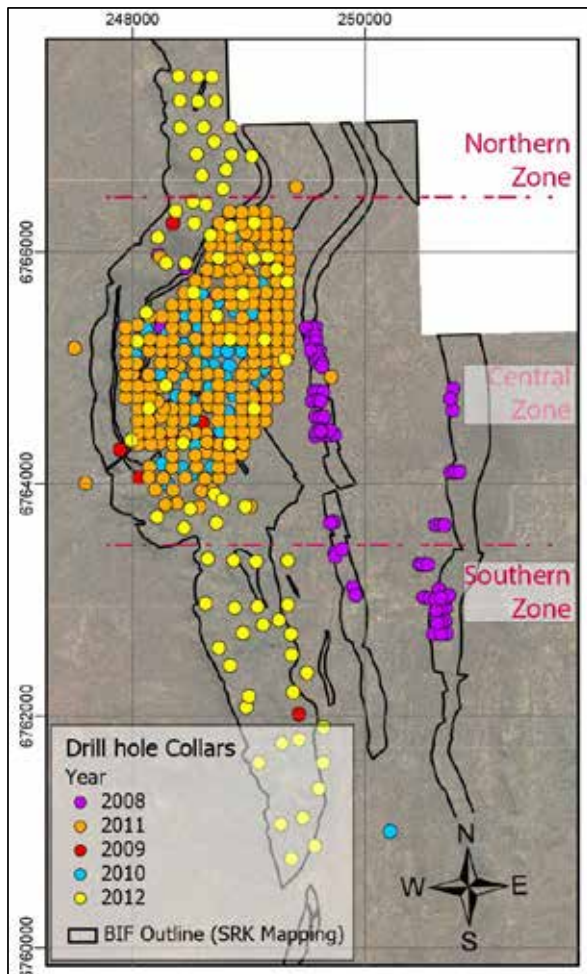 248000
250000
Northern
Zone
6766000
Central
Zone
6764000
Southern
Zone
6762000
Drill hole Collars
Year
2008
2011
2009
2010
2012
BIF Outline (SRK Mapping)
N
W
E
S
6760000